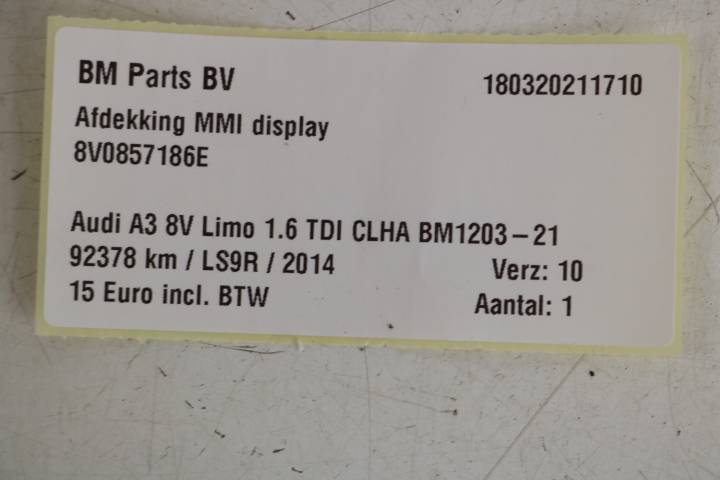 BM Parts BV 180320211710
Afdekking MMI display
8V0857186E
Audi A3 8V Limo 1.6 TDI CLHA BM1203-21
92378 km / LS9R / 2014 Verz: 10
15 Euro incl. BTW Aantal: 1